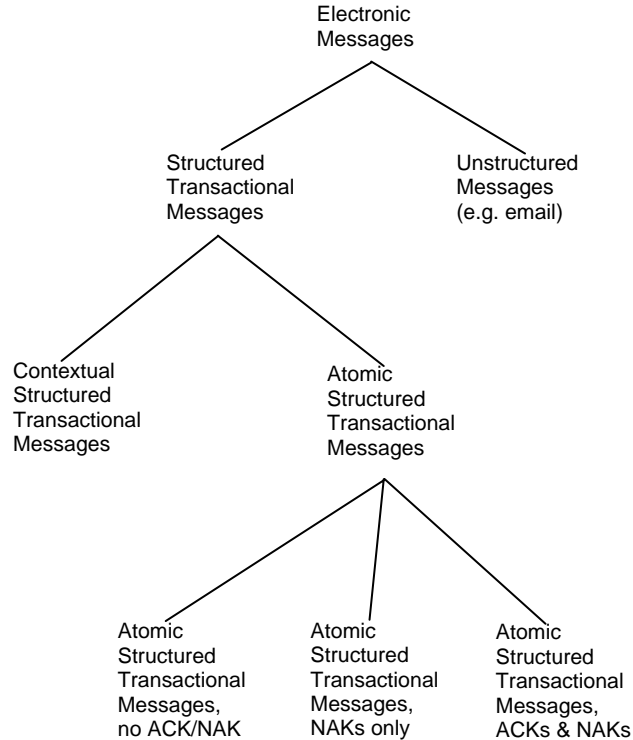 Electronic
Messages
Structured
Transactional
Messages
Unstructured
Messages
(e.g. email)
Contextual
Structured
Transactional
Messages
Atomic
Structured
Transactional
Messages
Atomic
Structured
Transactional
Messages,
no ACK/NAK
Atomic
Structured
Transactional
Messages,
NAKs only
Atomic
Structured
Transactional
Messages,
ACKs & NAKs